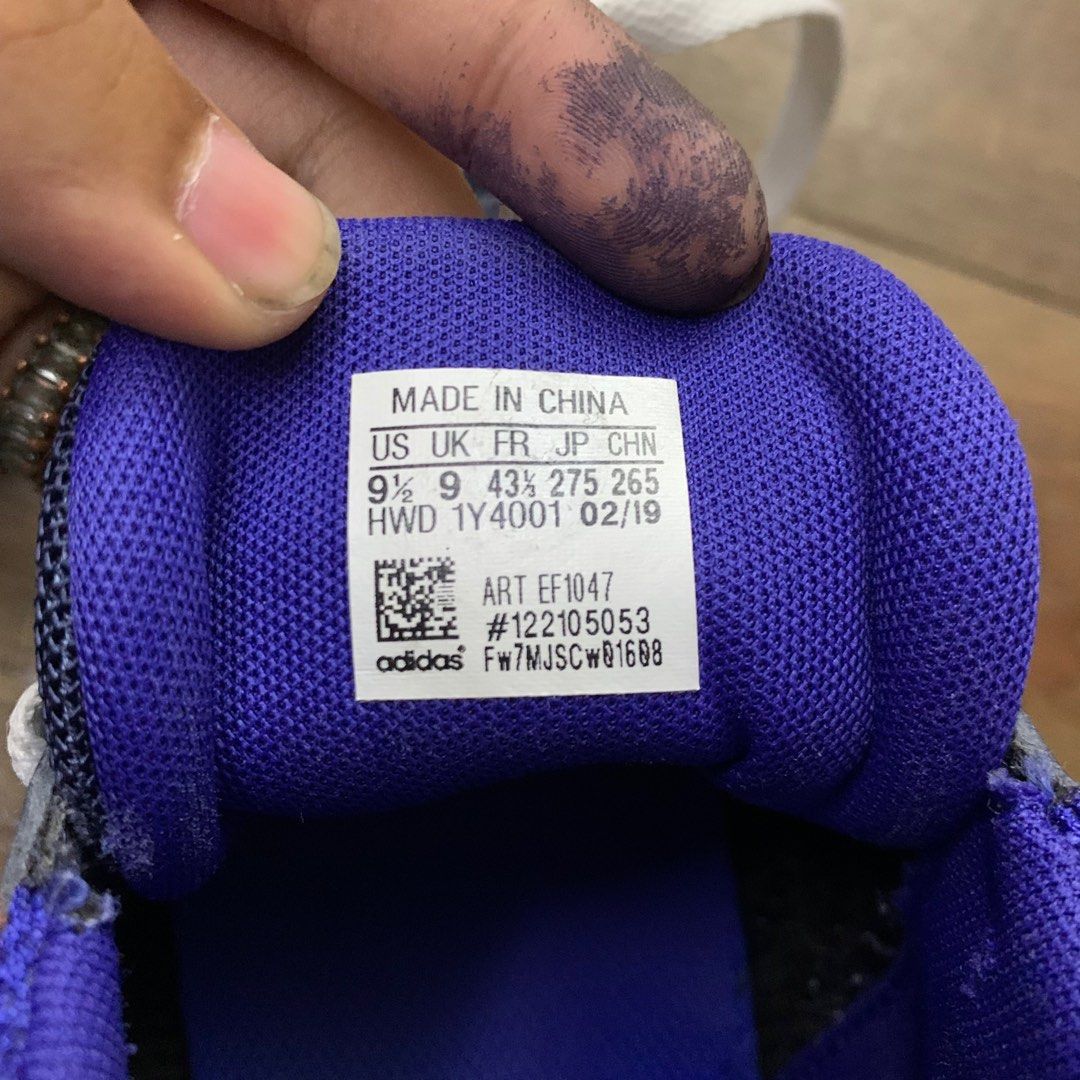 MADE IN CHINA
US UK FR JP CHN
9½ 9 43⅓ 275 265
HWD 1Y4001 02/19
ART EF1047
#122105053
adidas® Fw7MJSCw01608